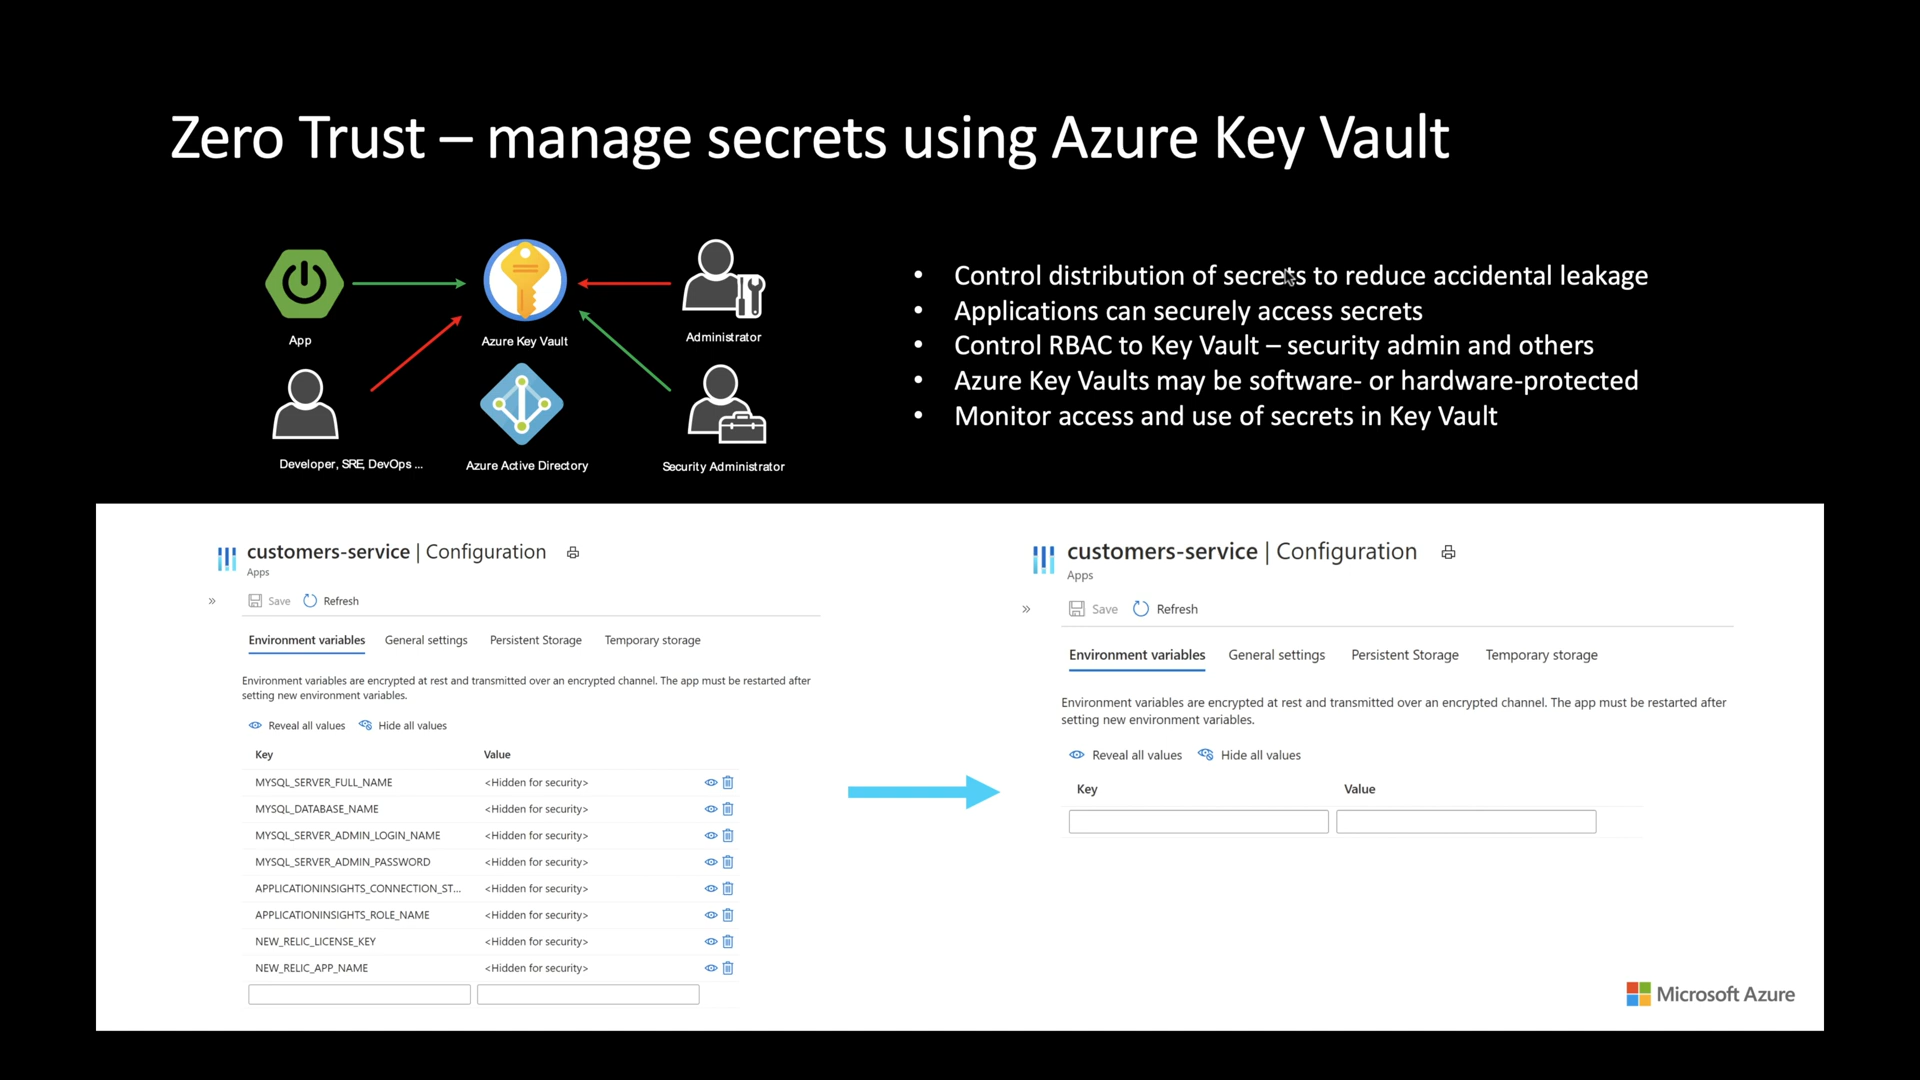 Zero Trust – manage secrets using Azure Key Vault
App
Azure Key Vault
Administrator
Developer, SRE, DevOps ...
Azure Active Directory
Security Administrator
• Control distribution of secrets to reduce accidental leakage
• Applications can securely access secrets
• Control RBAC to Key Vault – security admin and others
• Azure Key Vaults may be software- or hardware-protected
• Monitor access and use of secrets in Key Vault
customers-service | Configuration
Apps
» Save Refresh
Environment variables General settings Persistent Storage Temporary storage
Environment variables are encrypted at rest and transmitted over an encrypted channel. The app must be restarted after
setting new environment variables.
Reveal all values Hide all values
Key Value
MYSQL_SERVER_FULL_NAME <Hidden for security>
MYSQL_DATABASE_NAME <Hidden for security>
MYSQL_SERVER_ADMIN_LOGIN_NAME <Hidden for security>
MYSQL_SERVER_ADMIN_PASSWORD <Hidden for security>
APPLICATIONINSIGHTS_CONNECTION_ST... <Hidden for security>
APPLICATIONINSIGHTS_ROLE_NAME <Hidden for security>
NEW_RELIC_LICENSE_KEY <Hidden for security>
NEW_RELIC_APP_NAME <Hidden for security>
customers-service | Configuration
Apps
» Save Refresh
Environment variables General settings Persistent Storage Temporary storage
Environment variables are encrypted at rest and transmitted over an encrypted channel. The app must be restarted after
setting new environment variables.
Reveal all values Hide all values
Key Value
Microsoft Azure